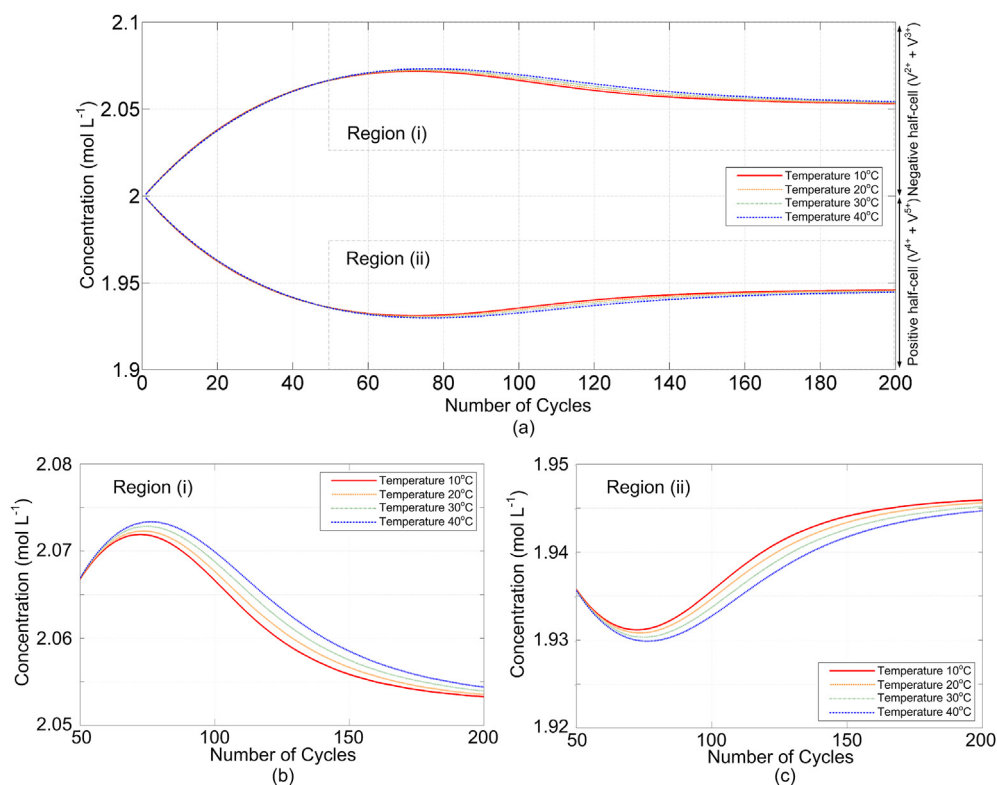 2.1
2.05
2
1.95
1.9
Concentration (mol L⁻¹)
Region (i)
Region (ii)
Temperature 10°C
Temperature 20°C
Temperature 30°C
Temperature 40°C
Negative half-cell (V²⁺ + V³⁺)
Positive half-cell (V⁴⁺ + V⁵⁺)
0 20 40 60 80 100 120 140 160 180 200
Number of Cycles
(a)
2.08
2.07
2.06
2.05
Concentration (mol L⁻¹)
Region (i)
Temperature 10°C
Temperature 20°C
Temperature 30°C
Temperature 40°C
50 100 150 200
Number of Cycles
(b)
1.95
1.94
1.93
1.92
Concentration (mol L⁻¹)
Region (ii)
Temperature 10°C
Temperature 20°C
Temperature 30°C
Temperature 40°C
50 100 150 200
Number of Cycles
(c)